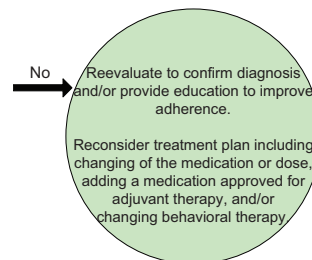 No
Reevaluate to confirm diagnosis
and/or provide education to improve
adherence.
Reconsider treatment plan including
changing of the medication or dose,
adding a medication approved for
adjuvant therapy, and/or
changing behavioral therapy.